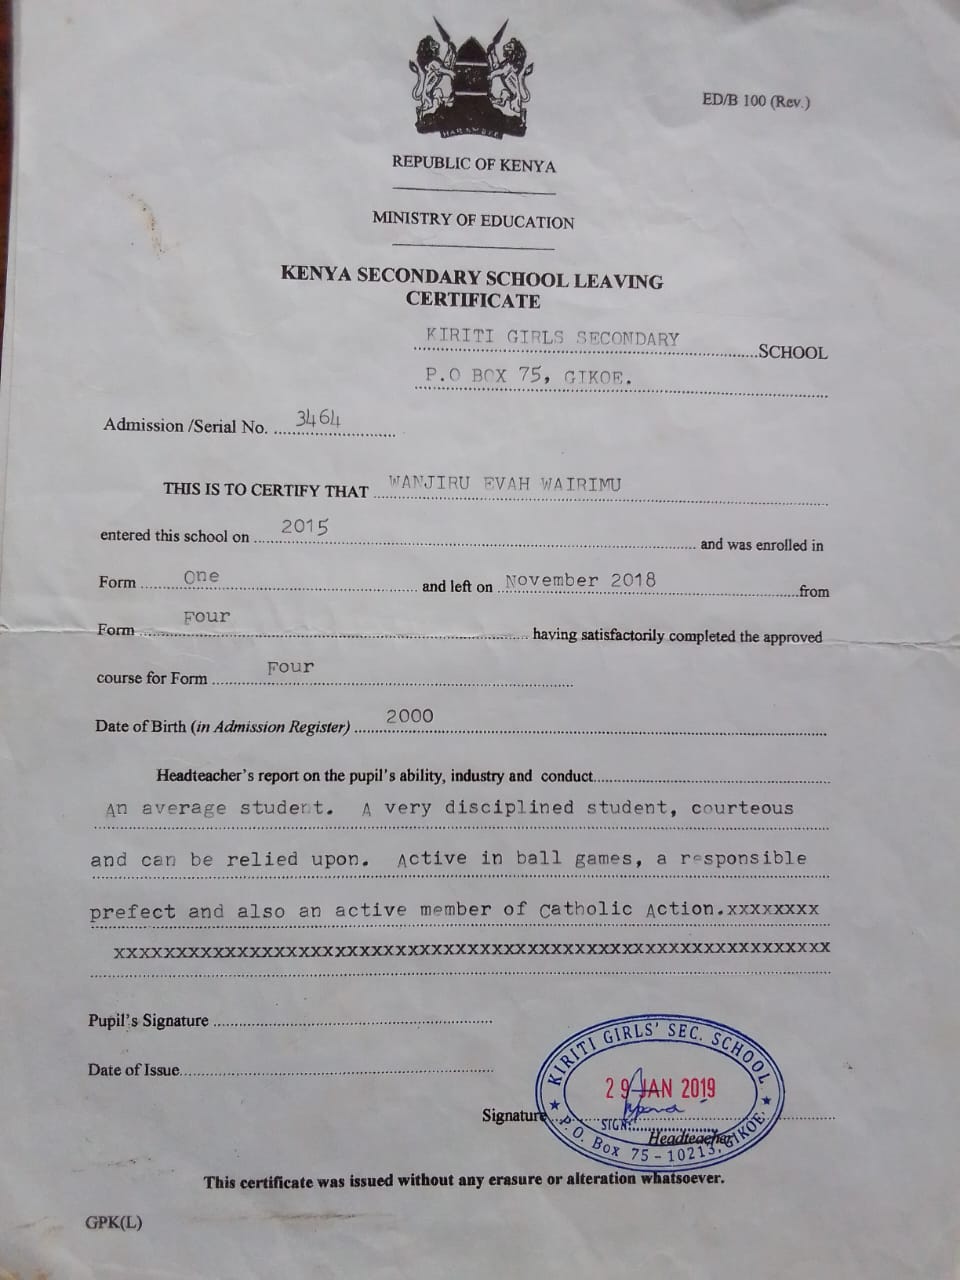 HARAMBEE
ED/B 100 (Rev.)
REPUBLIC OF KENYA
MINISTRY OF EDUCATION
KENYA SECONDARY SCHOOL LEAVING
CERTIFICATE
KIRITI GIRLS SECONDARY SCHOOL
P.O BOX 75, GIKOE.
Admission /Serial No. 3464
THIS IS TO CERTIFY THAT WANJIRU EVAH WAIRIMU
entered this school on 2015 and was enrolled in
Form One and left on November 2018 from
Form Four having satisfactorily completed the approved
course for Form Four
Date of Birth (in Admission Register) 2000
Headteacher's report on the pupil's ability, industry and conduct
An average student. A very disciplined student, courteous
and can be relied upon. Active in ball games, a responsible
prefect and also an active member of Catholic Action.xxxxxxxx
xxxxxxxxxxxxxxxxxxxxxxxxxxxxxxxxxxxxxxxxxxxxxxxxxxxxxxxxx
Pupil's Signature
Date of Issue
KIRITI GIRLS' SEC. SCHOOL
29 JAN 2019
Signature
SIGN:
Headteacher
P.O. Box 75 - 10213, GIKOE.
This certificate was issued without any erasure or alteration whatsoever.
GPK(L)